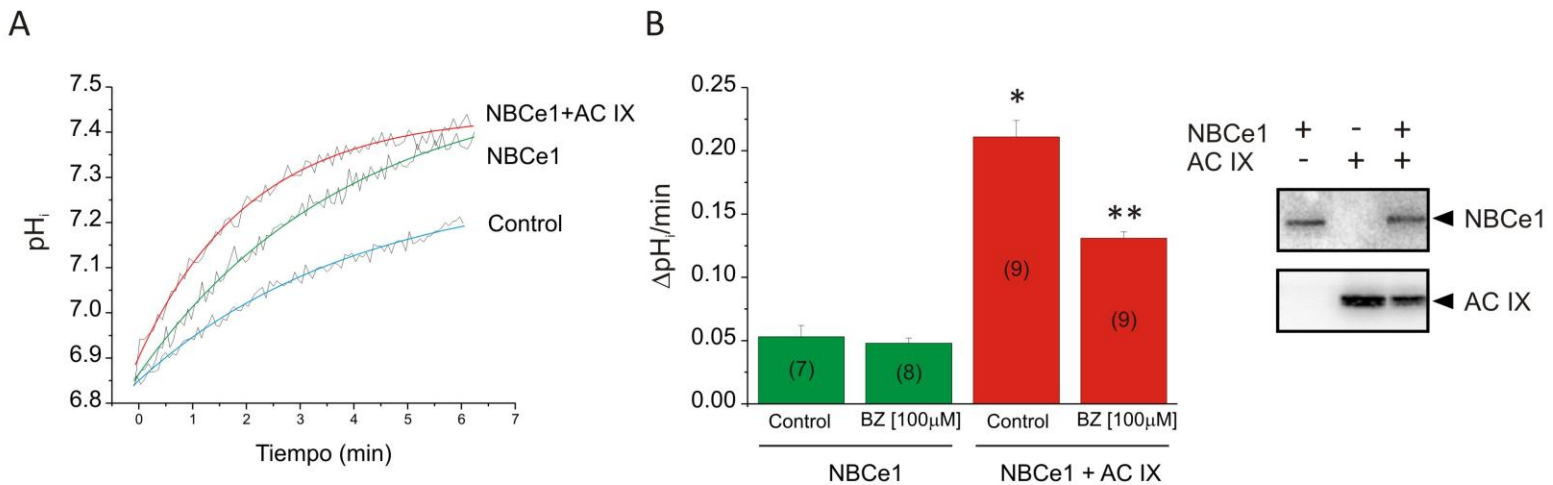 A
7.5
7.4
7.3
7.2
7.1
7.0
6.9
6.8
pHi
0 1 2 3 4 5 6 7
Tiempo (min)
NBCe1+AC IX
NBCe1
Control
B
0.25
0.20
0.15
0.10
0.05
0.00
ΔpHi/min
*
**
(7) (8) (9) (9)
Control BZ [100µM] Control BZ [100µM]
NBCe1 NBCe1 + AC IX
NBCe1 + - +
AC IX - + +
NBCe1
AC IX